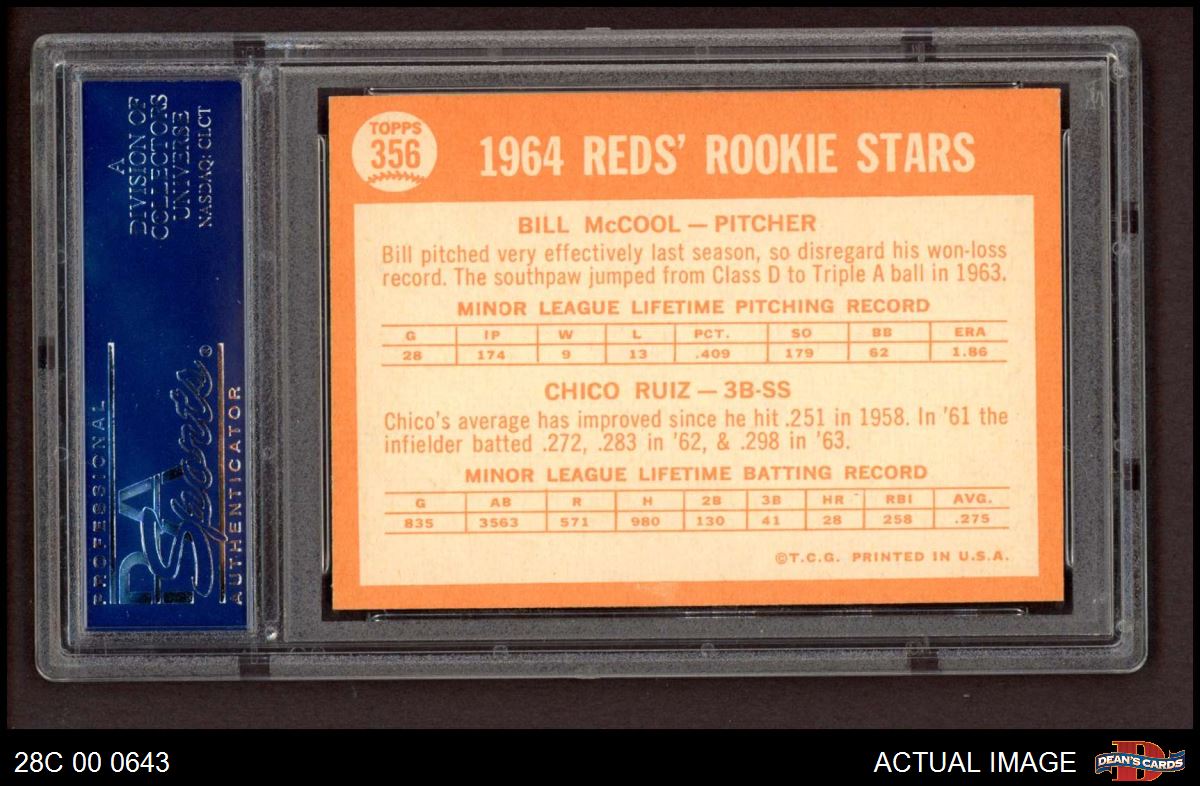 A
DIVISION OF
COLLECTORS
UNIVERSE
NASDAQ: CLCT
PROFESSIONAL
PSA
Sports®
AUTHENTICATOR
TOPPS
356
1964 REDS' ROOKIE STARS
BILL McCOOL — PITCHER
Bill pitched very effectively last season, so disregard his won-loss
record. The southpaw jumped from Class D to Triple A ball in 1963.
MINOR LEAGUE LIFETIME PITCHING RECORD
G IP W L PCT. SO BB ERA
28 174 9 13 .409 179 62 1.86
CHICO RUIZ — 3B-SS
Chico's average has improved since he hit .251 in 1958. In '61 the
infielder batted .272, .283 in '62, & .298 in '63.
MINOR LEAGUE LIFETIME BATTING RECORD
G AB R H 2B 3B HR RBI AVG.
835 3563 571 980 130 41 28 258 .275
©T.C.G. PRINTED IN U.S.A.
28C 00 0643
ACTUAL IMAGE
D
DEAN'S CARDS